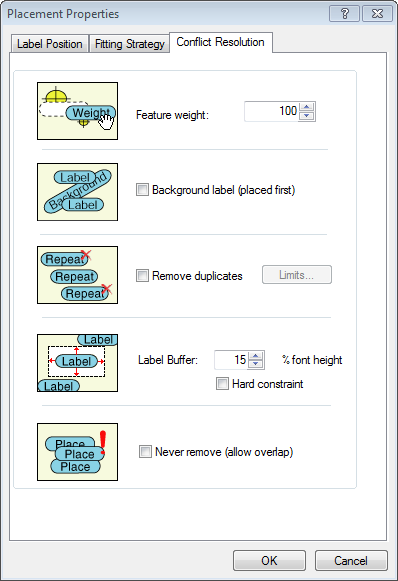 Placement Properties
?
Label Position Fitting Strategy Conflict Resolution
Weight
Feature weight: 100
Label
Background
Label
Background label (placed first)
Repeat
Repeat
Repeat
Remove duplicates Limits...
Label
Label
Label
Label Buffer: 15 % font height
Hard constraint
Place
Place
Place
!
Never remove (allow overlap)
OK Cancel